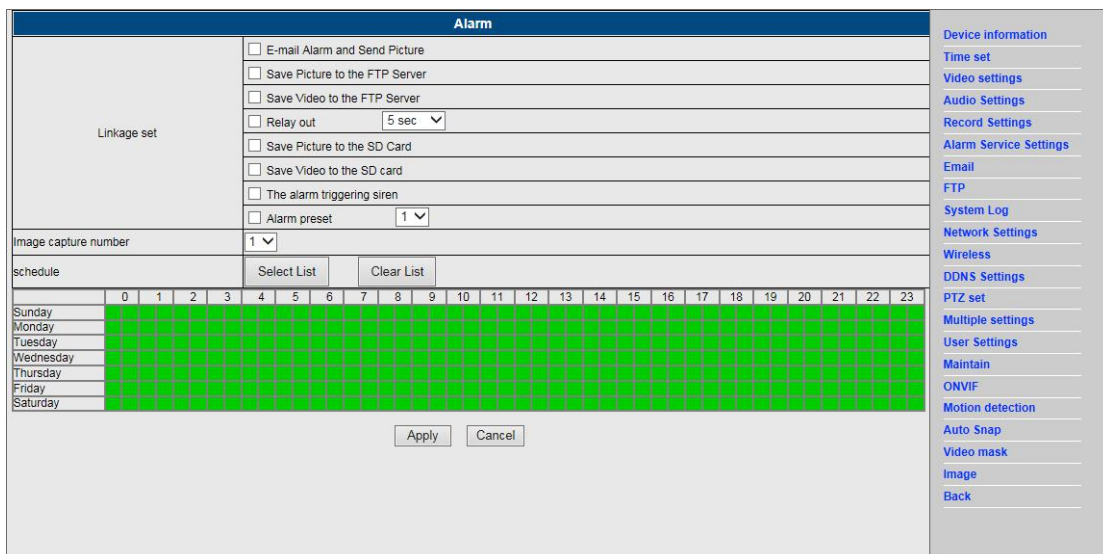 Alarm
Linkage set
E-mail Alarm and Send Picture
Save Picture to the FTP Server
Save Video to the FTP Server
Relay out 5 sec
Save Picture to the SD Card
Save Video to the SD card
The alarm triggering siren
Alarm preset 1
Image capture number 1
schedule Select List Clear List
0 1 2 3 4 5 6 7 8 9 10 11 12 13 14 15 16 17 18 19 20 21 22 23
Sunday
Monday
Tuesday
Wednesday
Thursday
Friday
Saturday
Apply Cancel
Device information
Time set
Video settings
Audio Settings
Record Settings
Alarm Service Settings
Email
FTP
System Log
Network Settings
Wireless
DDNS Settings
PTZ set
Multiple settings
User Settings
Maintain
ONVIF
Motion detection
Auto Snap
Video mask
Image
Back